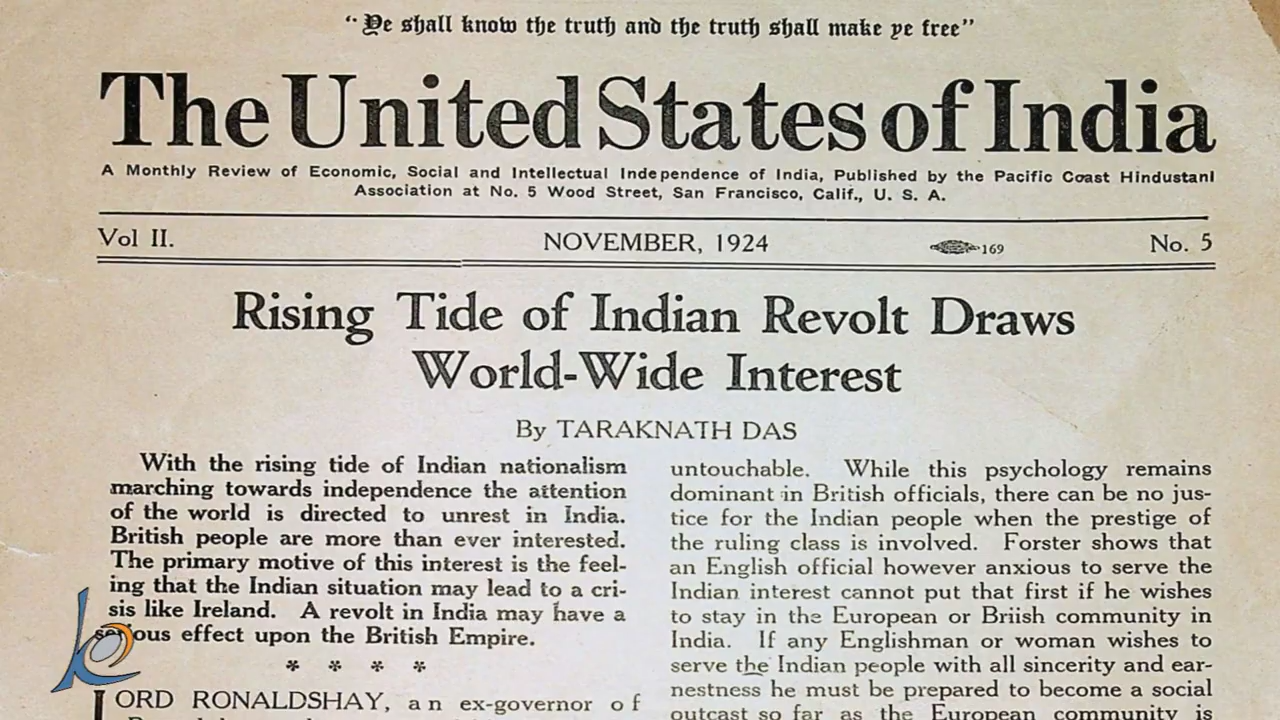 “Ye shall know the truth and the truth shall make ye free”
The United States of India
A Monthly Review of Economic, Social and Intellectual Independence of India, Published by the Pacific Coast Hindustani
Association at No. 5 Wood Street, San Francisco, Calif., U. S. A.
Vol II. NOVEMBER, 1924 169 No. 5
Rising Tide of Indian Revolt Draws
World-Wide Interest
By TARAKNATH DAS
With the rising tide of Indian nationalism
marching towards independence the attention
of the world is directed to unrest in India.
British people are more than ever interested.
The primary motive of this interest is the feel-
ing that the Indian situation may lead to a cri-
sis like Ireland. A revolt in India may have a
serious effect upon the British Empire.
* * * *
LORD RONALDSHAY, an ex-governor of
untouchable. While this psychology remains
dominant in British officials, there can be no jus-
tice for the Indian people when the prestige of
the ruling class is involved. Forster shows that
an English official however anxious to serve the
Indian interest cannot put that first if he wishes
to stay in the European or Briish community in
India. If any Englishman or woman wishes to
serve the Indian people with all sincerity and ear-
nestness he must be prepared to become a social
outcast so far as the European community is